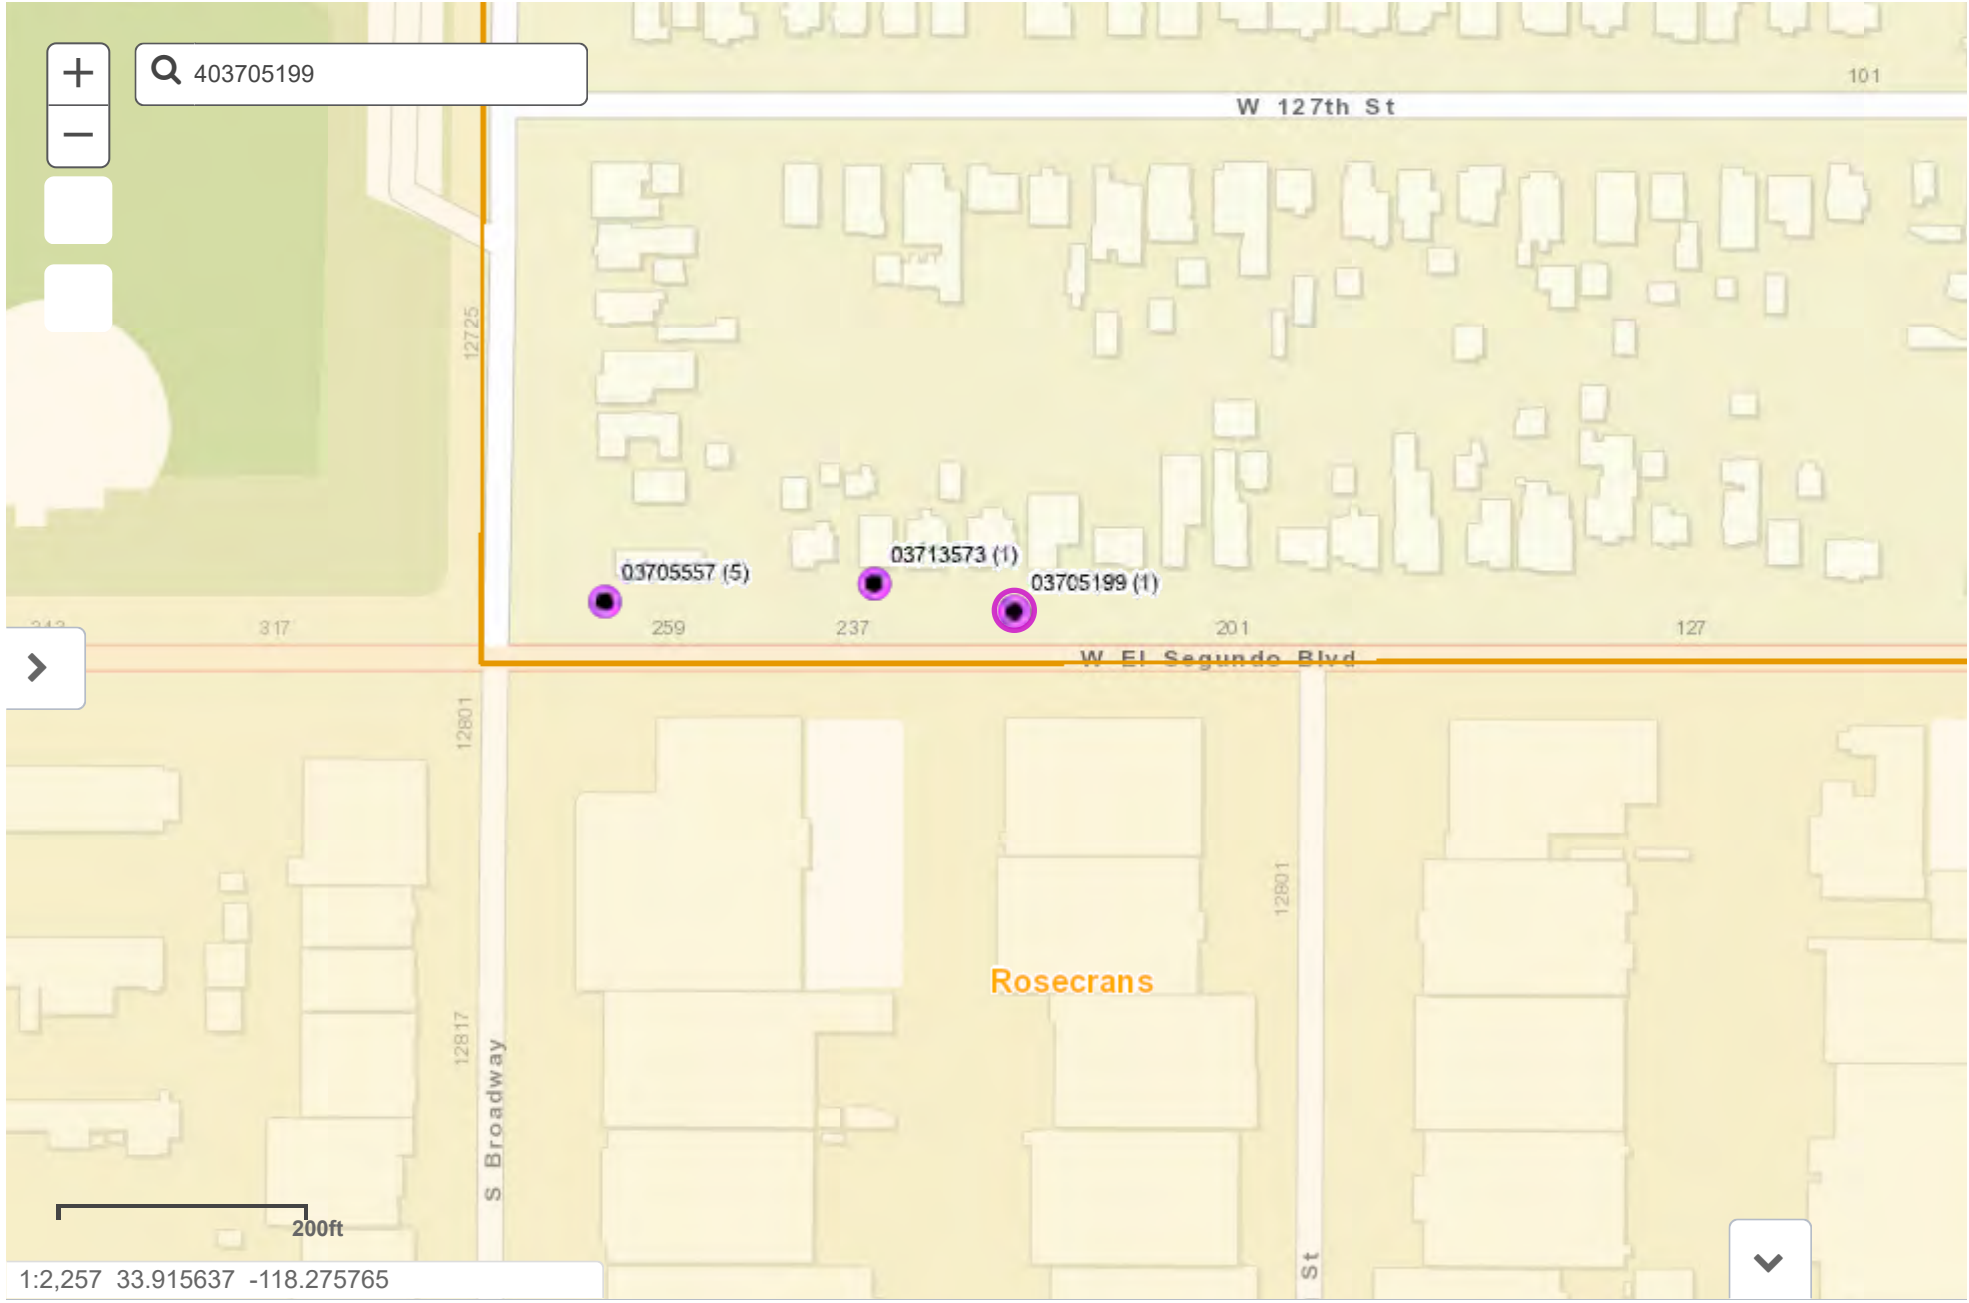 +
403705199
−
101
W 127th St
12725
03713573 (1)
03705557 (5)
03705199 (1)
317
259
237
201
127
W El Segundo Blvd
12801
12801
Rosecrans
12817
S Broadway
200ft
St
1:2,257 33.915637 -118.275765